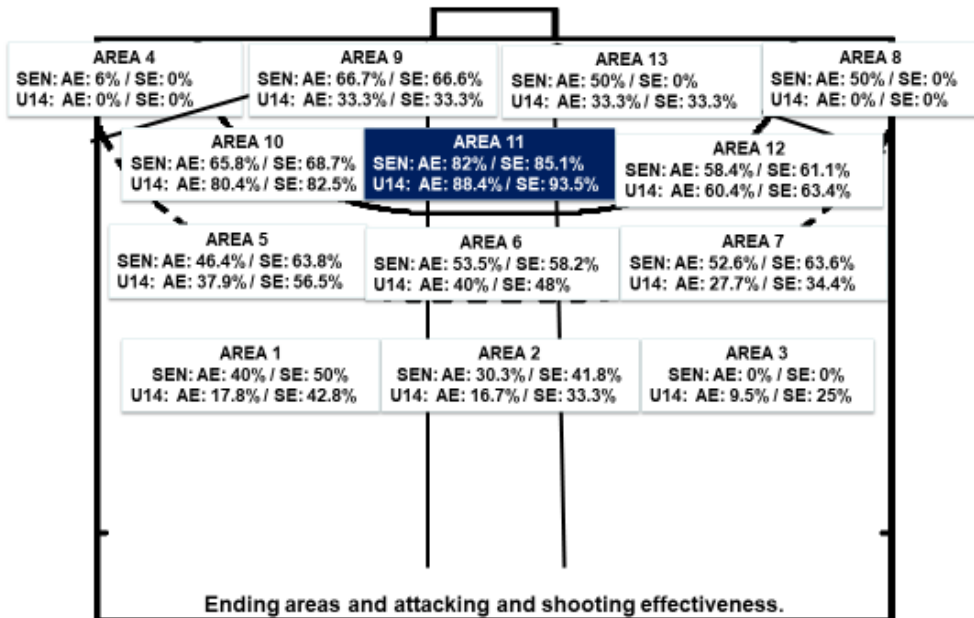 AREA 4
SEN: AE: 6% / SE: 0%
U14: AE: 0% / SE: 0%
AREA 9
SEN: AE: 66.7% / SE: 66.6%
U14: AE: 33.3% / SE: 33.3%
AREA 13
SEN: AE: 50% / SE: 0%
U14: AE: 33.3% / SE: 33.3%
AREA 8
SEN: AE: 50% / SE: 0%
U14: AE: 0% / SE: 0%
AREA 10
SEN: AE: 65.8% / SE: 68.7%
U14: AE: 80.4% / SE: 82.5%
AREA 11
SEN: AE: 82% / SE: 85.1%
U14: AE: 88.4% / SE: 93.5%
AREA 12
SEN: AE: 58.4% / SE: 61.1%
U14: AE: 60.4% / SE: 63.4%
AREA 5
SEN: AE: 46.4% / SE: 63.8%
U14: AE: 37.9% / SE: 56.5%
AREA 6
SEN: AE: 53.5% / SE: 58.2%
U14: AE: 40% / SE: 48%
AREA 7
SEN: AE: 52.6% / SE: 63.6%
U14: AE: 27.7% / SE: 34.4%
AREA 1
SEN: AE: 40% / SE: 50%
U14: AE: 17.8% / SE: 42.8%
AREA 2
SEN: AE: 30.3% / SE: 41.8%
U14: AE: 16.7% / SE: 33.3%
AREA 3
SEN: AE: 0% / SE: 0%
U14: AE: 9.5% / SE: 25%
Ending areas and attacking and shooting effectiveness.